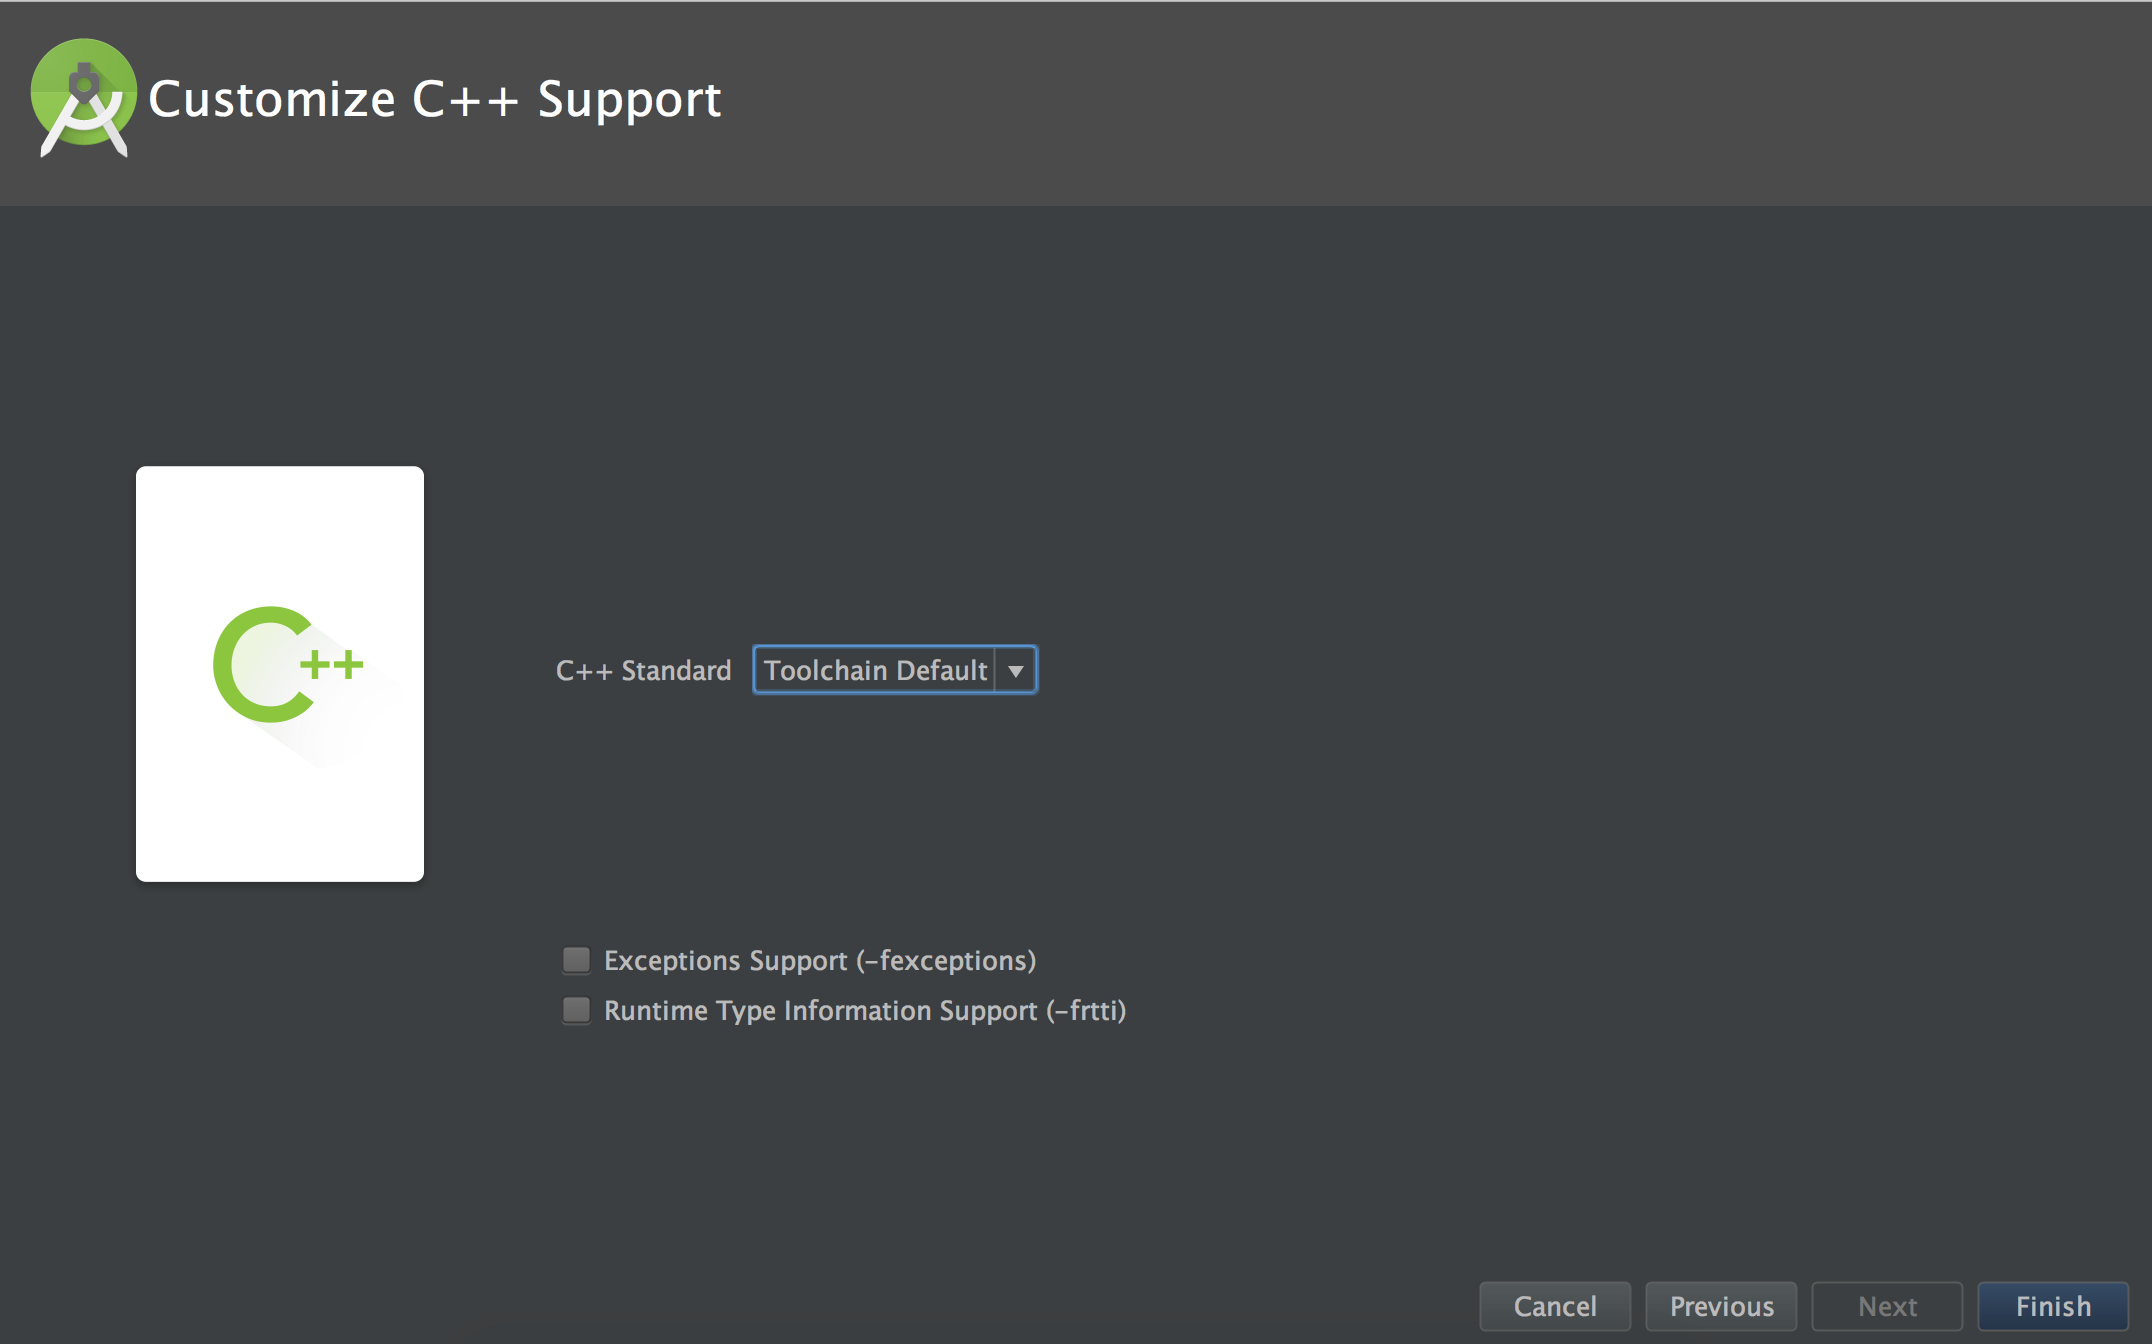 Customize C++ Support
C++
C++ Standard Toolchain Default
Exceptions Support (-fexceptions)
Runtime Type Information Support (-frtti)
Cancel Previous Next Finish